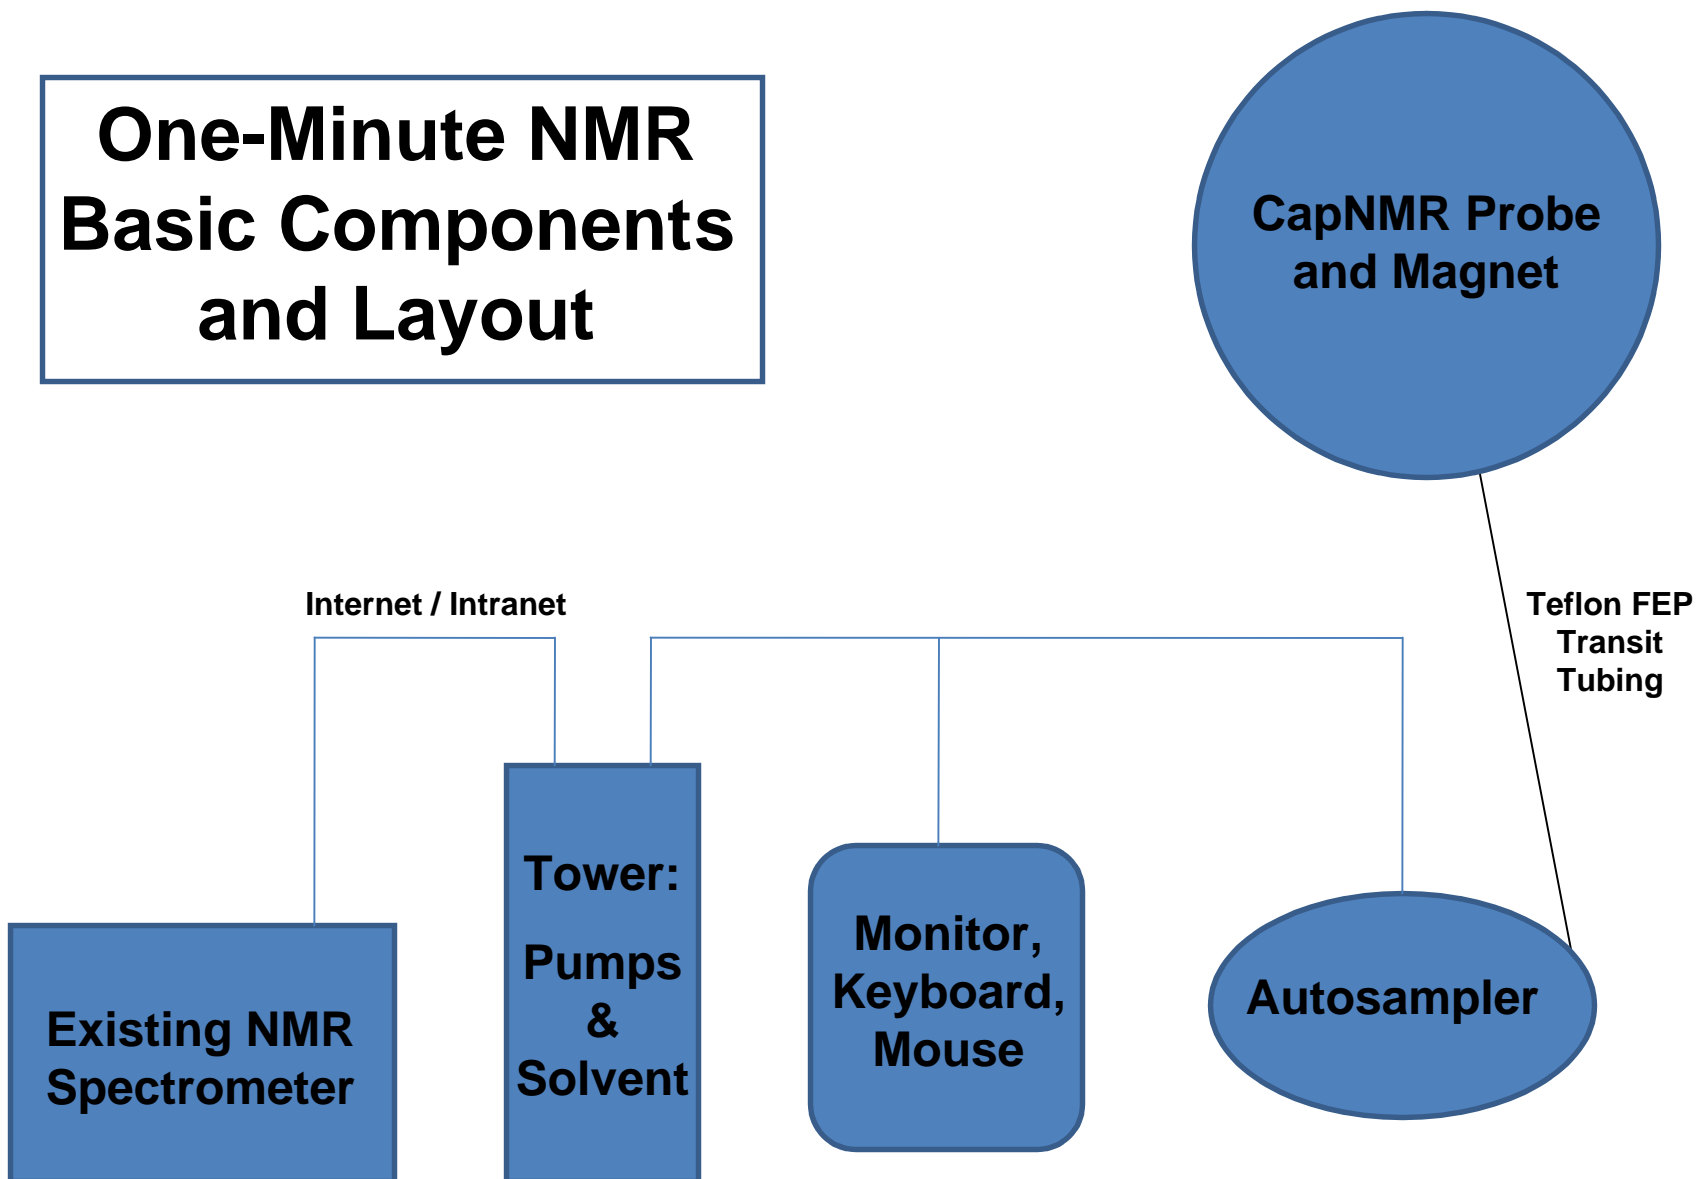 One-Minute NMR
Basic Components
and Layout
CapNMR Probe
and Magnet
Internet / Intranet
Teflon FEP
Transit
Tubing
Tower:
Pumps
&
Solvent
Monitor,
Keyboard,
Mouse
Autosampler
Existing NMR
Spectrometer